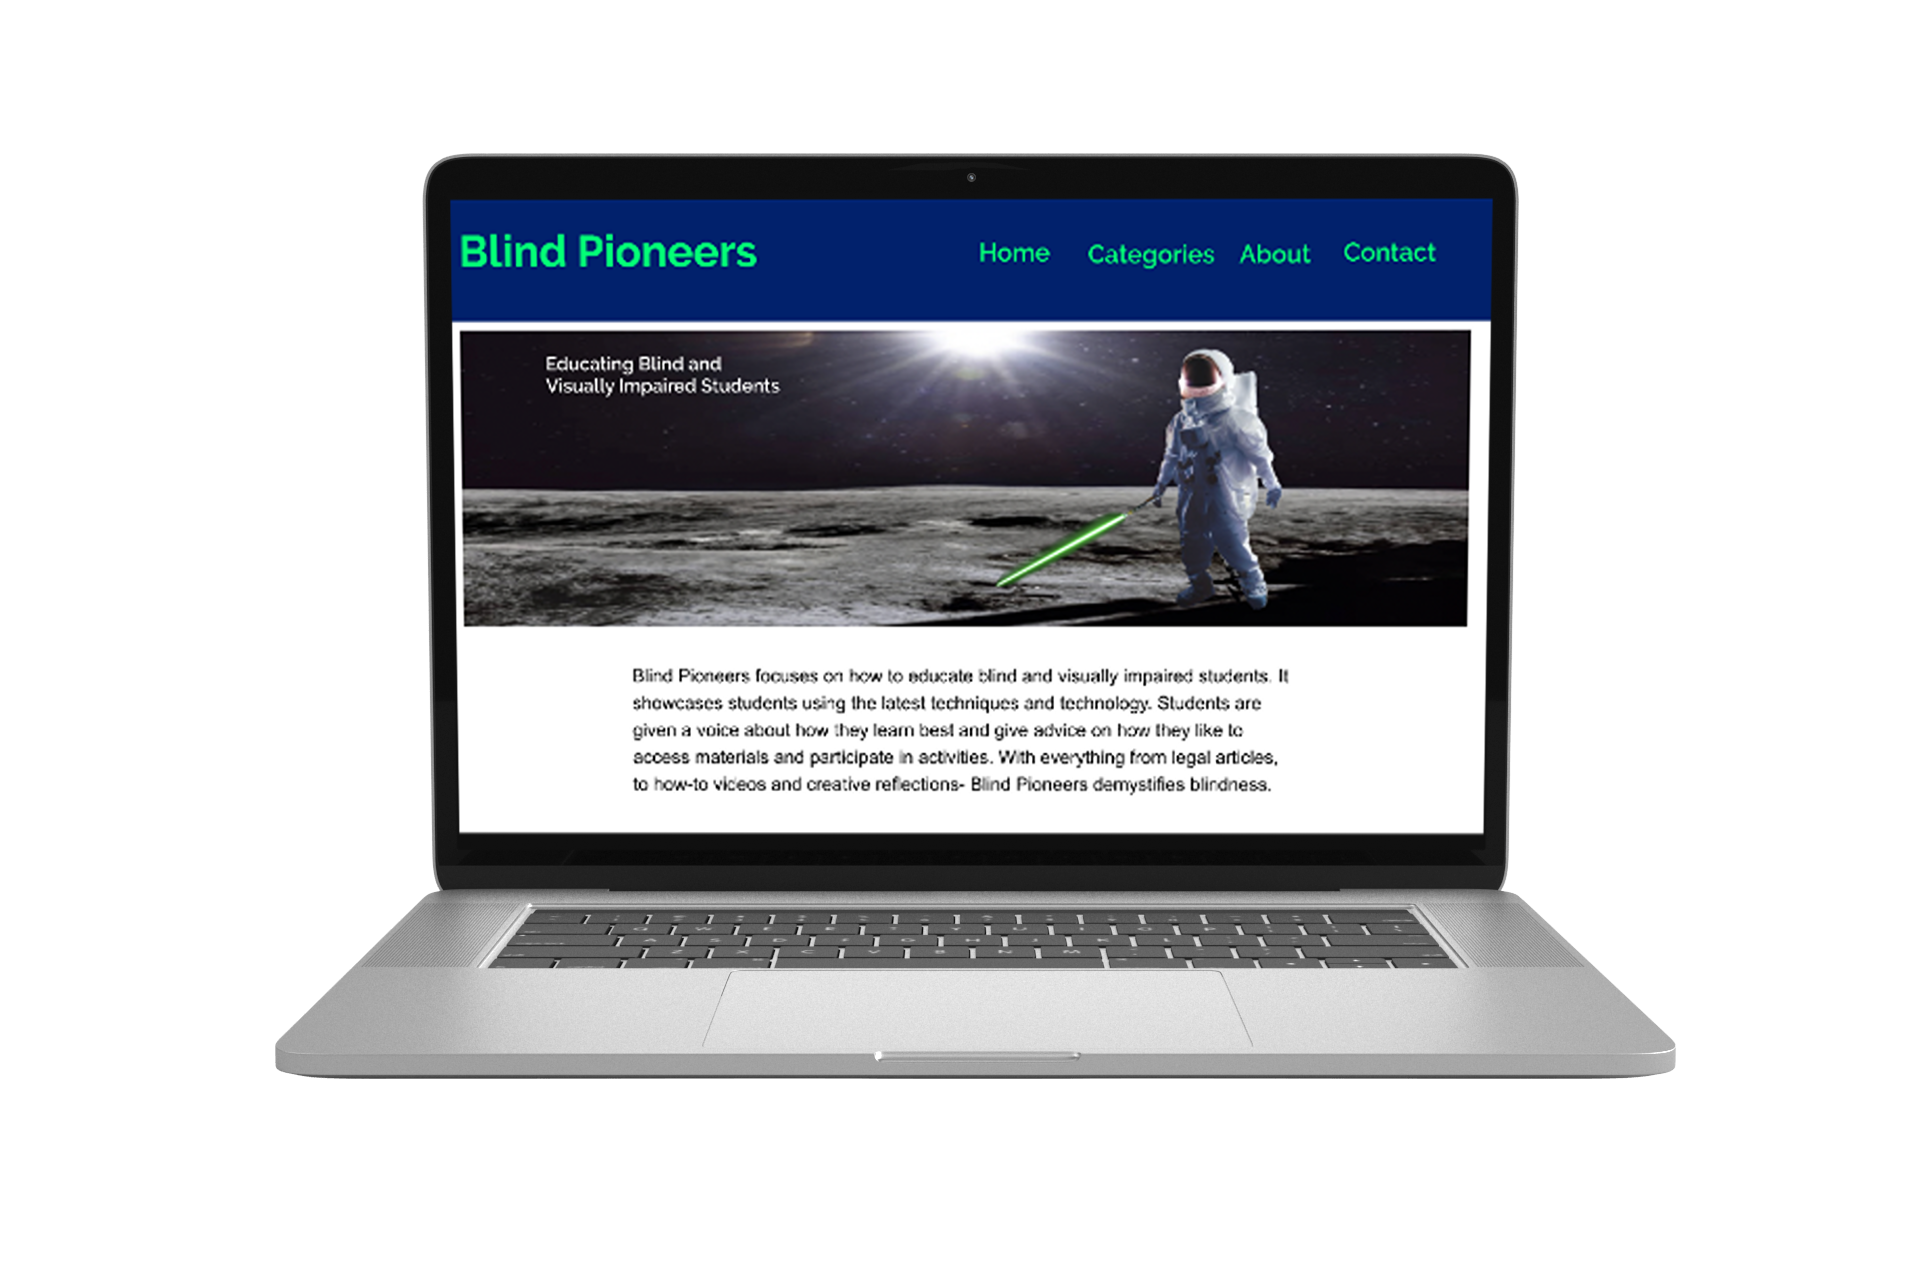 Blind Pioneers
Home Categories About Contact
Educating Blind and
Visually Impaired Students
Blind Pioneers focuses on how to educate blind and visually impaired students. It
showcases students using the latest techniques and technology. Students are
given a voice about how they learn best and give advice on how they like to
access materials and participate in activities. With everything from legal articles,
to how-to videos and creative reflections- Blind Pioneers demystifies blindness.